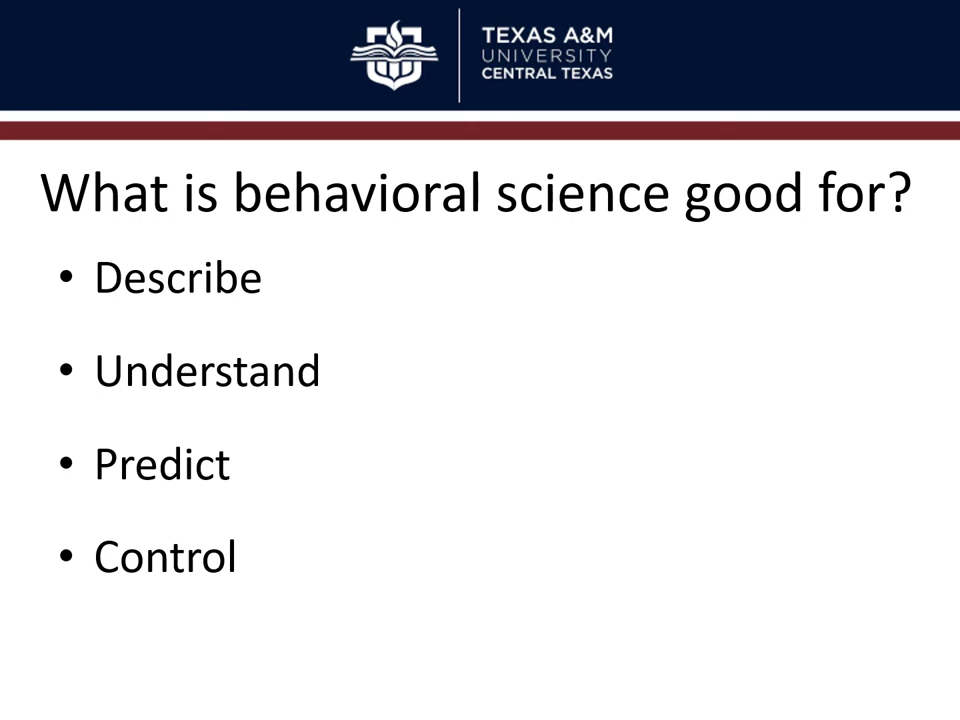 TEXAS A&M
UNIVERSITY
CENTRAL TEXAS
What is behavioral science good for?
• Describe
• Understand
• Predict
• Control